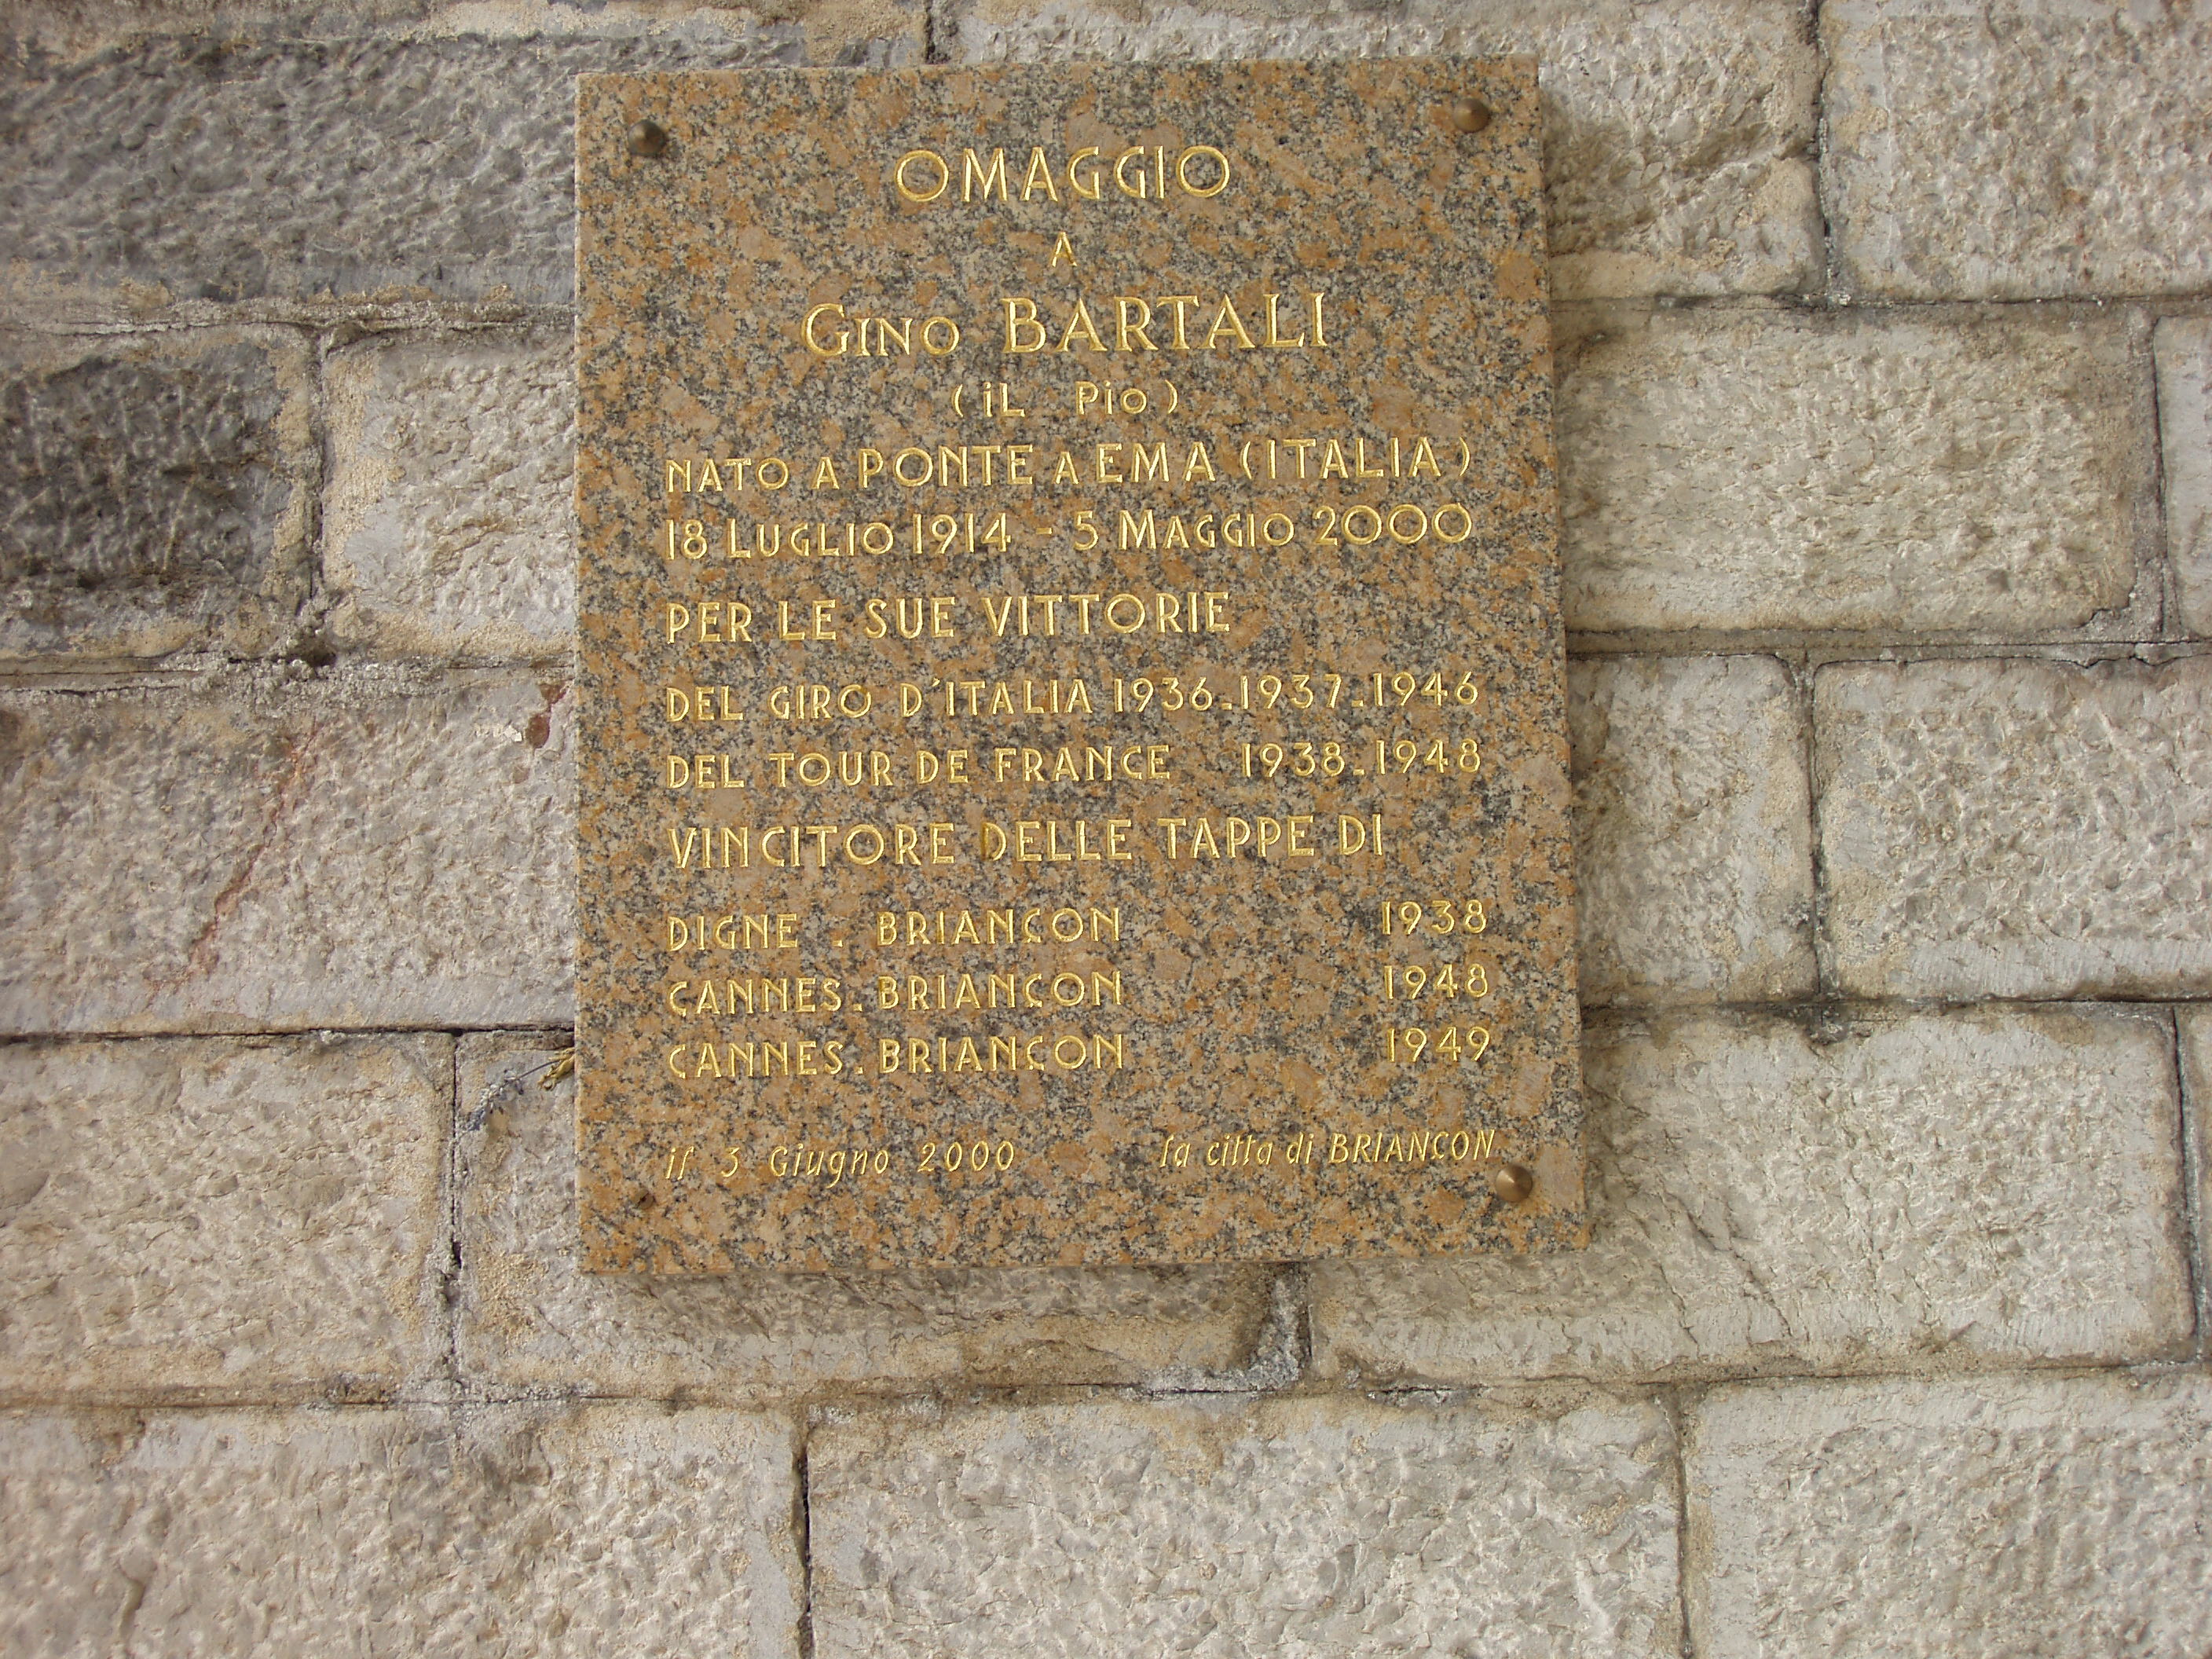 OMAGGIO
A
GINO BARTALI
(iL Pio)
NATO A PONTE A EMA (ITALIA)
18 LUGLIO 1914 - 5 MAGGIO 2000
PER LE SUE VITTORIE
DEL GIRO D'ITALIA 1936-1937-1946
DEL TOUR DE FRANCE 1938-1948
VINCITORE DELLE TAPPE DI
DIGNE - BRIANÇON 1938
CANNES - BRIANÇON 1948
CANNES - BRIANÇON 1949
il 3 Giugno 2000 la citta di BRIANÇON